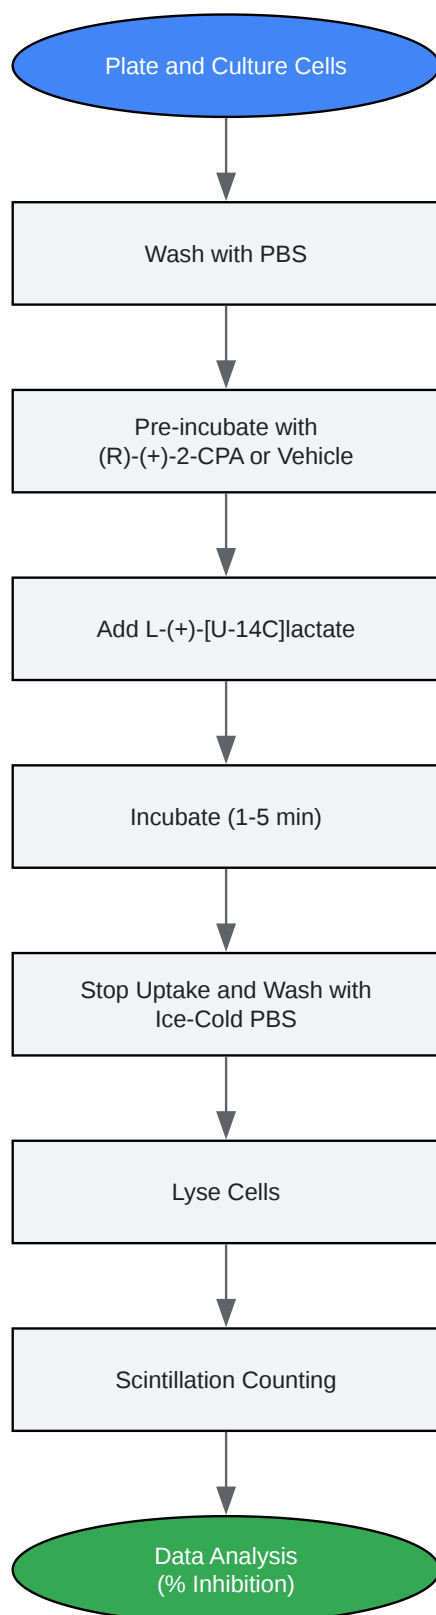 Plate and Culture Cells
Wash with PBS
Pre-incubate with
(R)-(+)-2-CPA or Vehicle
Add L-(+)-[U-14C]lactate
Incubate (1-5 min)
Stop Uptake and Wash with
Ice-Cold PBS
Lyse Cells
Scintillation Counting
Data Analysis
(% Inhibition)